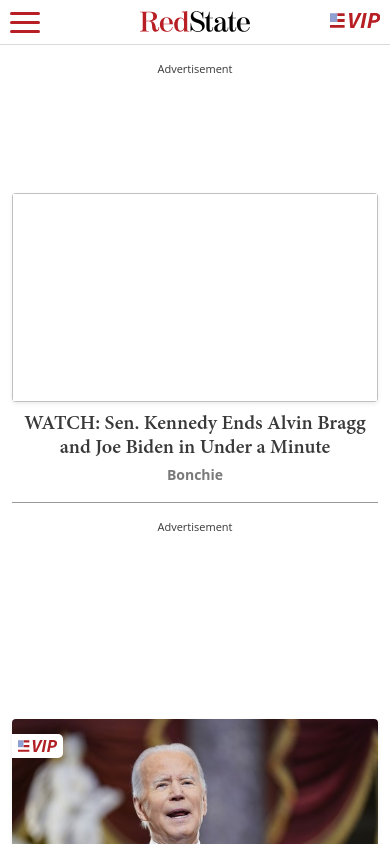 RedState
VIP
Advertisement
WATCH: Sen. Kennedy Ends Alvin Bragg
and Joe Biden in Under a Minute
Bonchie
Advertisement
VIP